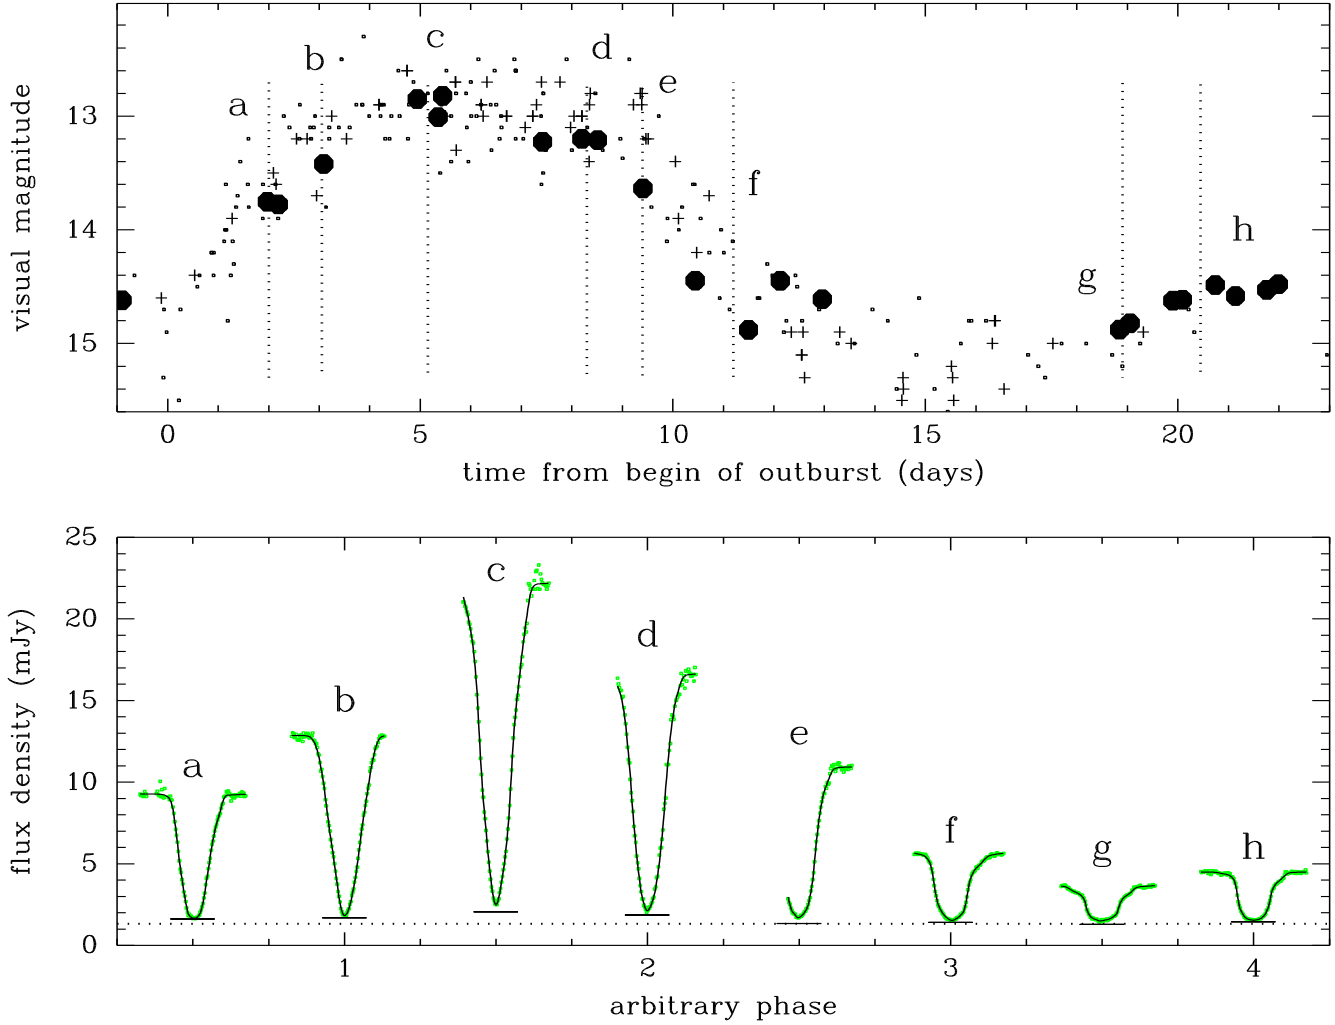 c
d
b
e
a
13
visual magnitude
f
14
h
g
15
0 5 10 15 20
time from begin of outburst (days)
25
c
20
d
b
15
e
a
10
flux density (mJy)
f
g
h
5
0
1 2 3 4
arbitrary phase